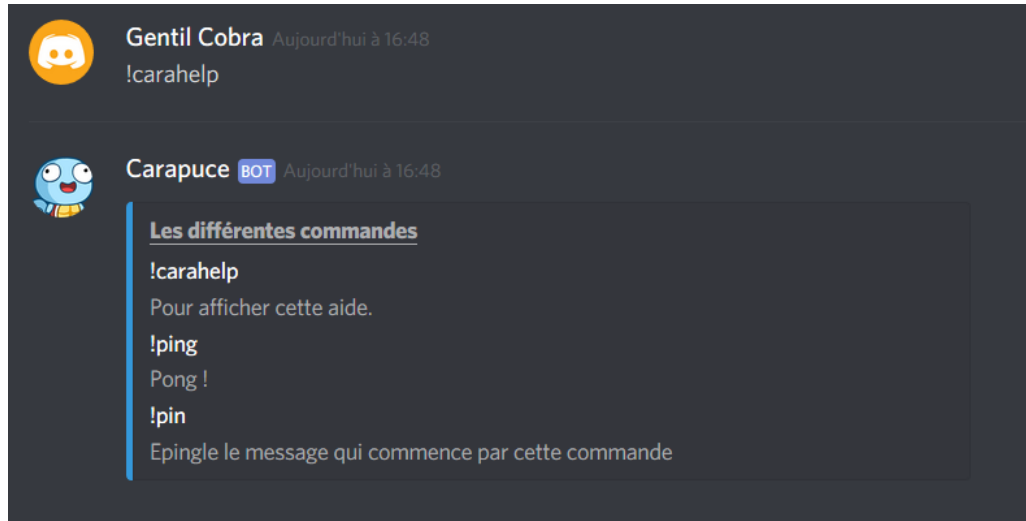 Gentil Cobra Aujourd'hui à 16:48
!carahelp
Carapuce BOT Aujourd'hui à 16:48
Les différentes commandes
!carahelp
Pour afficher cette aide.
!ping
Pong !
!pin
Epingle le message qui commence par cette commande